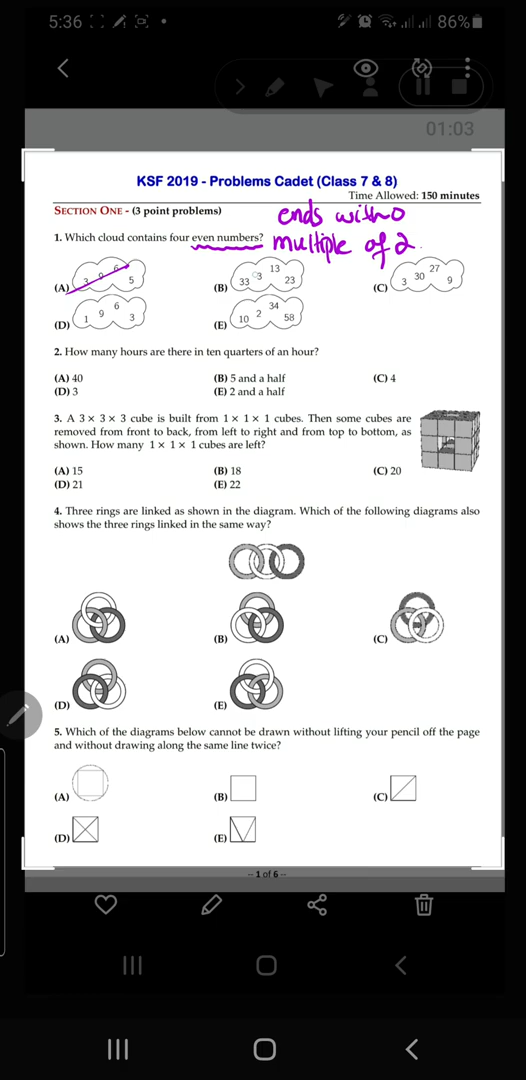 5:36 86%
01:03
KSF 2019 - Problems Cadet (Class 7 & 8)
Time Allowed: 150 minutes
SECTION ONE - (3 point problems)
ends with 0
1. Which cloud contains four even numbers?
multiple of 2
(A) 3 9 6 5
(B) 33 3 13 23
(C) 3 30 27 9
(D) 1 9 6 3
(E) 10 2 34 58
2. How many hours are there in ten quarters of an hour?
(A) 40
(B) 5 and a half
(C) 4
(D) 3
(E) 2 and a half
3. A 3 × 3 × 3 cube is built from 1 × 1 × 1 cubes. Then some cubes are
removed from front to back, from left to right and from top to bottom, as
shown. How many 1 × 1 × 1 cubes are left?
(A) 15
(B) 18
(C) 20
(D) 21
(E) 22
4. Three rings are linked as shown in the diagram. Which of the following diagrams also
shows the three rings linked in the same way?
(A)
(B)
(C)
(D)
(E)
5. Which of the diagrams below cannot be drawn without lifting your pencil off the page
and without drawing along the same line twice?
(A)
(B)
(C)
(D)
(E)
-- 1 of 6 --